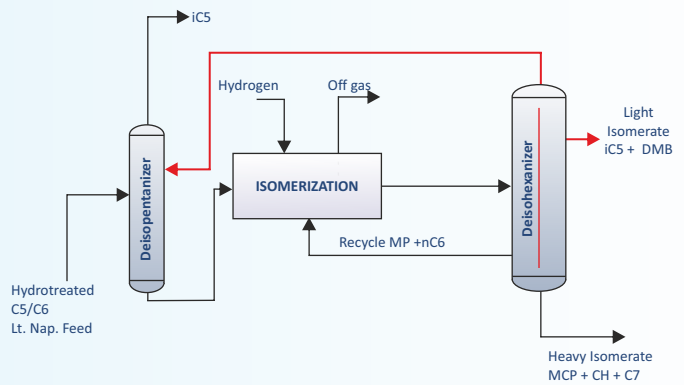 iC5
Hydrogen
Off gas
Light
Isomerate
iC5 + DMB
Deisopentanizer
ISOMERIZATION
Deisohexanizer
Recycle MP +nC6
Hydrotreated
C5/C6
Lt. Nap. Feed
Heavy Isomerate
MCP + CH + C7